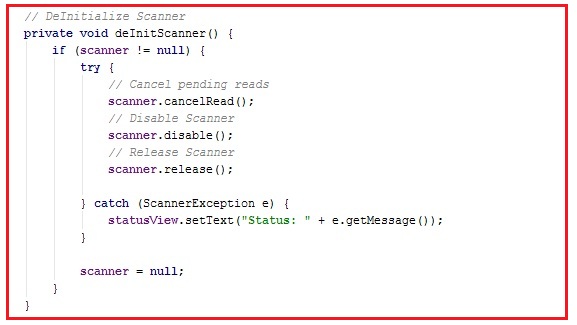 // DeInitialize Scanner
private void deInitScanner() {
    if (scanner != null) {
        try {
            // Cancel pending reads
            scanner.cancelRead();
            // Disable Scanner
            scanner.disable();
            // Release Scanner
            scanner.release();

        } catch (ScannerException e) {
            statusView.setText("Status: " + e.getMessage());
        }

        scanner = null;
    }
}